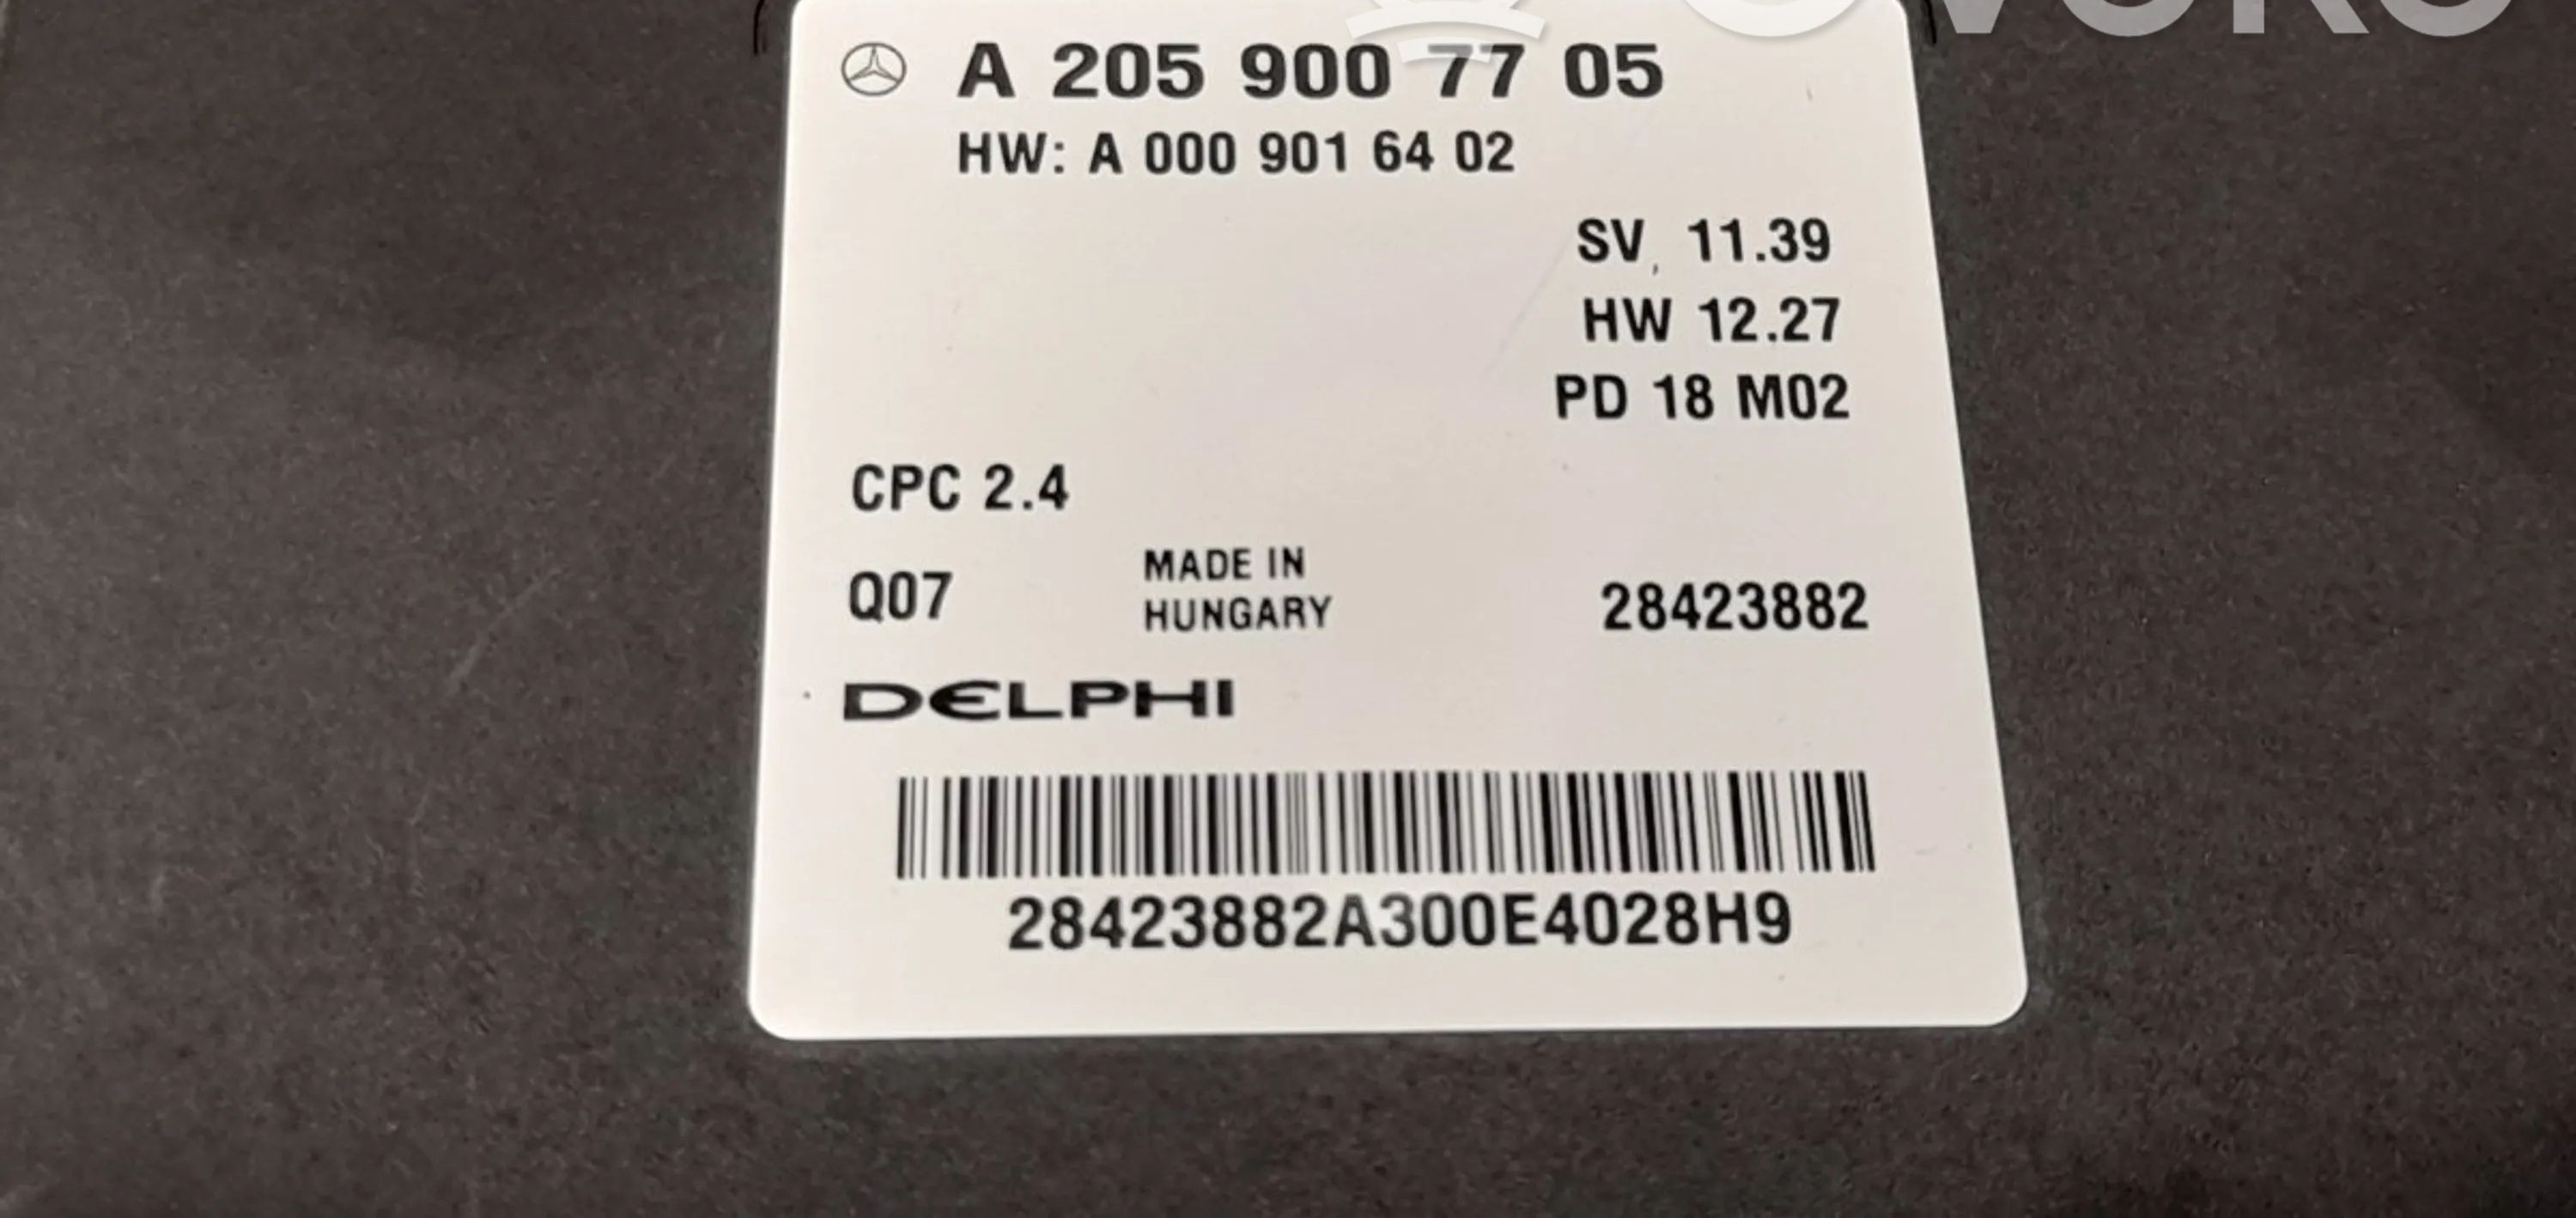 A 205 900 77 05
HW: A 000 901 64 02
SV, 11.39
HW 12.27
PD 18 M02
CPC 2.4
Q07
MADE IN
HUNGARY
28423882
DELPHI
28423882A300E4028H9